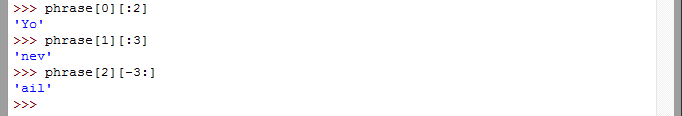 >>> phrase[0][:2]
'Yo'
>>> phrase[1][:3]
'nev'
>>> phrase[2][-3:]
'ail'
>>>